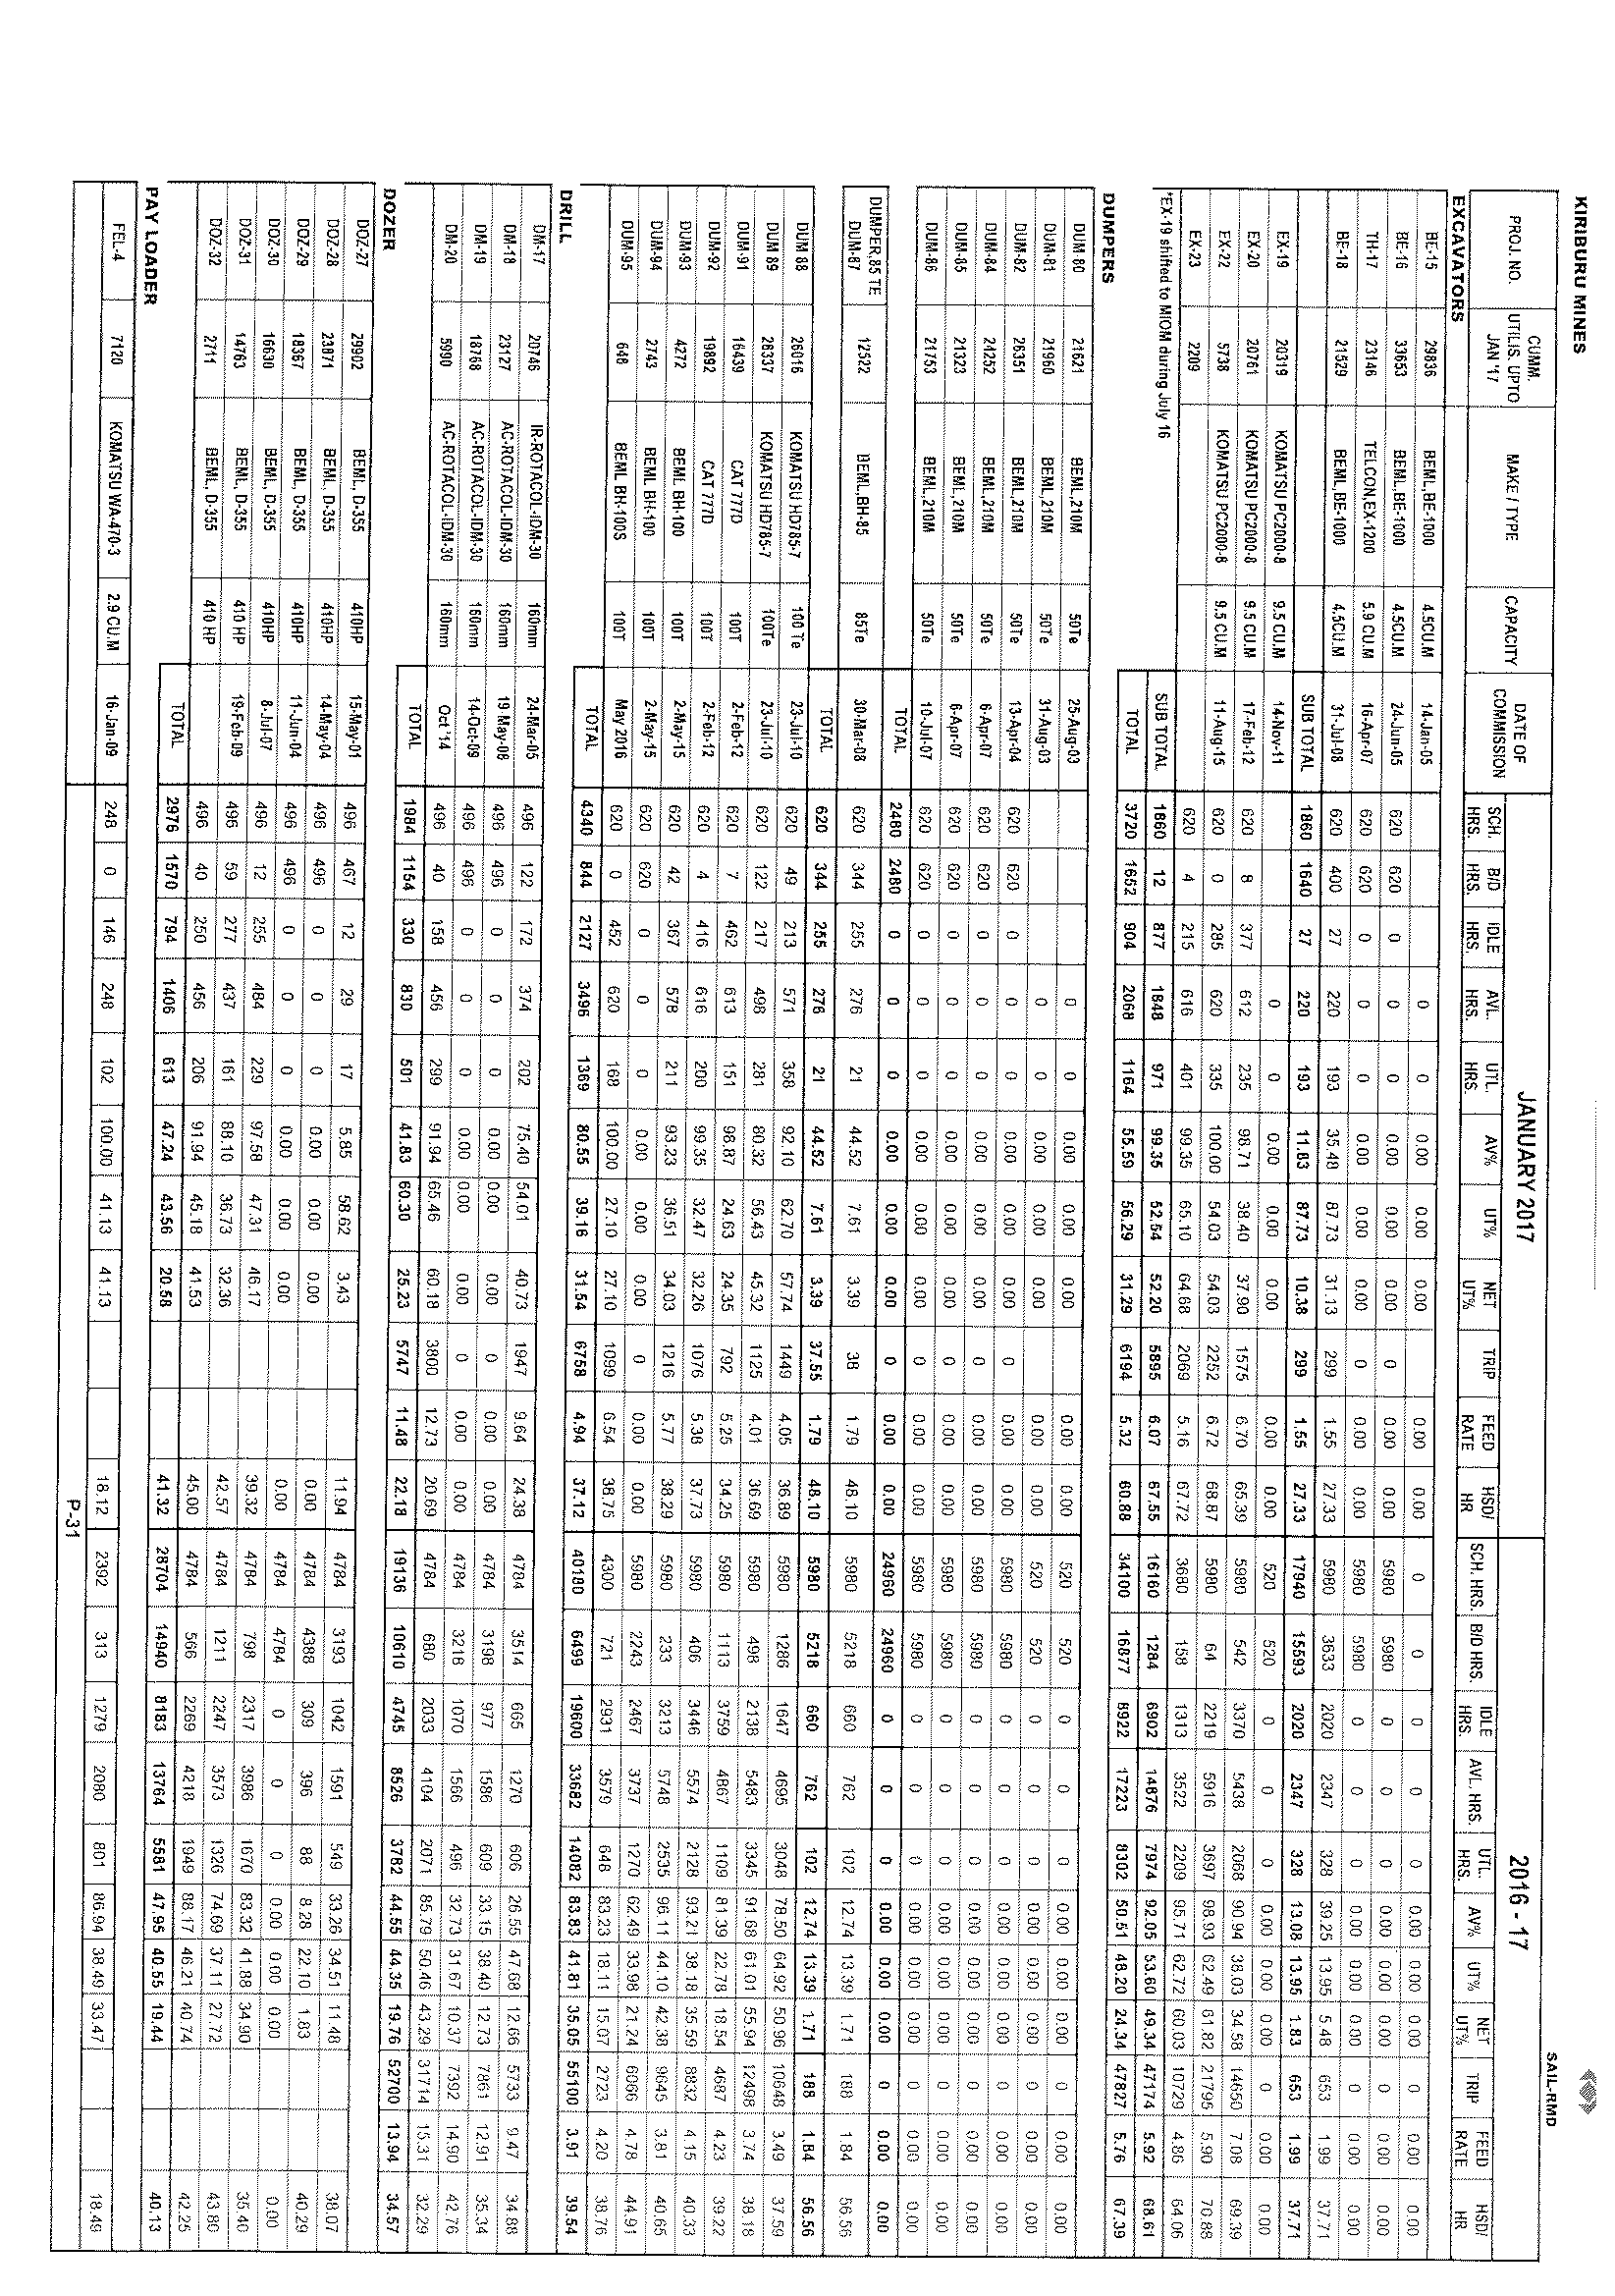 SAIL-RMD
KIRIBURU MINES
PROJ. NO. CUMM. UTILIS. UPTO JAN '17 MAKE / TYPE CAPACITY DATE OF COMMISSION JANUARY 2017 2016 - 17
SCH. HRS. B/D HRS. IDLE HRS. AVL. HRS. UTL. HRS. AV% UT% NET UT% TRIP FEED RATE HSD/ HR SCH. HRS. B/D HRS. IDLE HRS. AVL. HRS. UTL. HRS. AV% UT% NET UT% TRIP FEED RATE HSD/ HR
EXCAVATORS
BE-15 29836 BEML,BE-1000 4.5CU.M 14-Jan-05 0 0 0.00 0.00 0.00 0.00 0.00 0 0 0 0 0 0.00 0.00 0.00 0 0.00 0.00
BE-16 33653 BEML,BE-1000 4.5CU.M 24-Jun-05 620 620 0 0 0 0.00 0.00 0.00 0 0.00 0.00 5980 5980 0 0 0 0.00 0.00 0.00 0 0.00 0.00
TH-17 23146 TELCON,EX-1200 5.9 CU.M 16-Apr-07 620 620 0 0 0 0.00 0.00 0.00 0 0.00 0.00 5980 5980 0 0 0 0.00 0.00 0.00 0 0.00 0.00
BE-18 21529 BEML,BE-1000 4.5CU.M 31-Jul-08 620 400 27 220 193 35.48 87.73 31.13 299 1.55 27.33 5980 3633 2020 2347 328 39.25 13.95 5.48 653 1.99 37.71
SUB TOTAL 1860 1640 27 220 193 11.83 87.73 10.38 299 1.55 27.33 17940 15593 2020 2347 328 13.08 13.95 1.83 653 1.99 37.71
EX-19 20319 KOMATSU PC2000-8 9.5 CU.M 14-Nov-11 0 0 0.00 0.00 0.00 0.00 0.00 520 520 0 0 0 0.00 0.00 0.00 0 0.00 0.00
EX-20 20761 KOMATSU PC2000-8 9.5 CU.M 17-Feb-12 620 8 377 612 235 98.71 38.40 37.90 1575 6.70 65.39 5980 542 3370 5438 2068 90.94 38.03 34.58 14650 7.08 69.39
EX-22 5738 KOMATSU PC2000-8 9.5 CU.M 11-Aug-15 620 0 285 620 335 100.00 54.03 54.03 2252 6.72 68.87 5980 64 2219 5916 3697 98.93 62.49 61.82 21795 5.90 70.88
EX-23 2209 620 4 215 616 401 99.35 65.10 64.68 2069 5.16 67.72 3680 158 1313 3522 2209 95.71 62.72 60.03 10729 4.86 64.06
SUB TOTAL 1860 12 877 1848 971 99.35 52.54 52.20 5895 6.07 67.55 16160 1284 6902 14876 7974 92.05 53.60 49.34 47174 5.92 68.61
*EX-19 shifted to MIOM during July 16 TOTAL 3720 1652 904 2068 1164 55.59 56.29 31.29 6194 5.32 60.88 34100 16877 8922 17223 8302 50.51 48.20 24.34 47827 5.76 67.39
DUMPERS
DUM-80 21621 BEML,210M 50Te 25-Aug-03 0 0 0.00 0.00 0.00 0.00 0.00 520 520 0 0 0 0.00 0.00 0.00 0 0.00 0.00
DUM-81 21960 BEML,210M 50Te 31-Aug-03 0 0 0.00 0.00 0.00 0.00 0.00 520 520 0 0 0 0.00 0.00 0.00 0 0.00 0.00
DUM-82 26351 BEML,210M 50Te 13-Apr-04 620 620 0 0 0 0.00 0.00 0.00 0 0.00 0.00 5980 5980 0 0 0 0.00 0.00 0.00 0 0.00 0.00
DUM-84 24252 BEML,210M 50Te 6-Apr-07 620 620 0 0 0 0.00 0.00 0.00 0 0.00 0.00 5980 5980 0 0 0 0.00 0.00 0.00 0 0.00 0.00
DUM-85 21323 BEML,210M 50Te 6-Apr-07 620 620 0 0 0 0.00 0.00 0.00 0 0.00 0.00 5980 5980 0 0 0 0.00 0.00 0.00 0 0.00 0.00
DUM-86 21753 BEML,210M 50Te 10-Jul-07 620 620 0 0 0 0.00 0.00 0.00 0 0.00 0.00 5980 5980 0 0 0 0.00 0.00 0.00 0 0.00 0.00
TOTAL 2480 2480 0 0 0 0.00 0.00 0.00 0 0.00 0.00 24960 24960 0 0 0 0.00 0.00 0.00 0 0.00 0.00
DUMPER,85 TE
DUM-87 12522 BEML,BH-85 85Te 30-Mar-08 620 344 255 276 21 44.52 7.61 3.39 38 1.79 48.10 5980 5218 660 762 102 12.74 13.39 1.71 188 1.84 56.56
TOTAL 620 344 255 276 21 44.52 7.61 3.39 37.55 1.79 48.10 5980 5218 660 762 102 12.74 13.39 1.71 188 1.84 56.56
DUM 88 26016 KOMATSU HD785-7 100 Te 23-Jul-10 620 49 213 571 358 92.10 62.70 57.74 1449 4.05 36.89 5980 1286 1647 4695 3048 78.50 64.92 50.96 10648 3.49 37.59
DUM 89 26337 KOMATSU HD785-7 100Te 23-Jul-10 620 122 217 498 281 80.32 56.43 45.32 1125 4.01 36.69 5980 498 2138 5483 3345 91.68 61.01 55.94 12498 3.74 38.18
DUM-91 16439 CAT 777D 100T 2-Feb-12 620 7 462 613 151 98.87 24.63 24.35 792 5.25 34.25 5980 1113 3759 4867 1109 81.39 22.78 18.54 4687 4.23 39.22
DUM-92 19892 CAT 777D 100T 2-Feb-12 620 4 416 616 200 99.35 32.47 32.26 1076 5.38 37.73 5980 406 3446 5574 2128 93.21 38.18 35.59 8832 4.15 40.33
DUM-93 4272 BEML BH-100 100T 2-May-15 620 42 367 578 211 93.23 36.51 34.03 1216 5.77 38.29 5980 233 3213 5748 2535 96.11 44.10 42.38 9645 3.81 40.65
DUM-94 2743 BEML BH-100 100T 2-May-15 620 620 0 0 0 0.00 0.00 0.00 0 0.00 0.00 5980 2243 2467 3737 1270 62.49 33.98 21.24 6066 4.78 44.91
DUM-95 648 BEML BH-100S 100T May 2016 620 0 452 620 168 100.00 27.10 27.10 1099 6.54 38.75 4300 721 2931 3579 648 83.23 18.11 15.07 2723 4.20 38.76
TOTAL 4340 844 2127 3496 1369 80.55 39.16 31.54 6758 4.94 37.12 40180 6499 19600 33682 14082 83.83 41.81 35.05 55100 3.91 39.54
DRILL
DM-17 20746 IR-ROTACOL-IDM-30 160mm 24-Mar-05 496 122 172 374 202 75.40 54.01 40.73 1947 9.64 24.38 4784 3514 665 1270 606 26.55 47.68 12.66 5733 9.47 34.88
DM-18 23127 AC-ROTACOL-IDM-30 160mm 19-May-08 496 496 0 0 0 0.00 0.00 0.00 0 0.00 0.00 4784 3198 977 1586 609 33.15 38.40 12.73 7861 12.91 35.34
DM-19 18768 AC-ROTACOL-IDM-30 160mm 14-Oct-09 496 496 0 0 0 0.00 0.00 0.00 0 0.00 0.00 4784 3218 1070 1566 496 32.73 31.67 10.37 7392 14.90 42.76
DM-20 5990 AC-ROTACOL-IDM-30 160mm Oct '14 496 40 158 456 299 91.94 65.46 60.18 3800 12.73 20.69 4784 680 2033 4104 2071 85.79 50.46 43.29 31714 15.31 32.29
TOTAL 1984 1154 330 830 501 41.83 60.30 25.23 5747 11.48 22.18 19136 10610 4745 8526 3782 44.55 44.35 19.76 52700 13.94 34.57
DOZER
DOZ-27 29902 BEML, D-355 410HP 15-May-01 496 467 12 29 17 5.85 58.62 3.43 11.94 4784 3193 1042 1591 549 33.26 34.51 11.48 38.07
DOZ-28 23871 BEML, D-355 410HP 14-May-04 496 496 0 0 0 0.00 0.00 0.00 0.00 4784 4388 309 396 88 8.28 22.10 1.83 40.29
DOZ-29 18367 BEML, D-355 410HP 11-Jun-04 496 496 0 0 0 0.00 0.00 0.00 0.00 4784 4784 0 0 0 0.00 0.00 0.00 0.00
DOZ-30 16630 BEML, D-355 410HP 8-Jul-07 496 12 255 484 229 97.58 47.31 46.17 39.32 4784 798 2317 3986 1670 83.32 41.88 34.90 35.40
DOZ-31 14763 BEML, D-355 410 HP 19-Feb-09 496 59 277 437 161 88.10 36.73 32.36 42.57 4784 1211 2247 3573 1326 74.69 37.11 27.72 43.80
DOZ-32 2711 BEML, D-355 410 HP 496 40 250 456 206 91.94 45.18 41.53 45.00 4784 566 2269 4218 1949 88.17 46.21 40.74 42.25
TOTAL 2976 1570 794 1406 613 47.24 43.56 20.58 41.32 28704 14940 8183 13764 5581 47.95 40.55 19.44 40.13
PAY LOADER
FEL-4 7120 KOMATSU WA-470-3 2.9 CU.M 16-Jan-09 248 0 146 248 102 100.00 41.13 41.13 18.12 2392 313 1279 2080 801 86.94 38.49 33.47 18.49
P-31